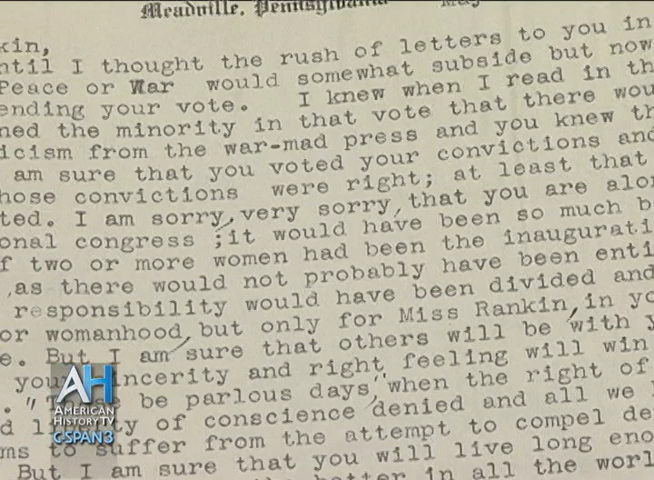 Meadville, Pennsylvania May
kin,
ntil I thought the rush of letters to you in
Peace or War would somewhat subside but now
ending your vote. I knew when I read in th
ned the minority in that vote that there wou
icism from the war-mad press and you knew th
am sure that you voted your convictions and
hose convictions were right; at least that
ted. I am sorry, very sorry, that you are alon
onal congress ;it would have been so much b
f two or more women had been the inaugurati
,as there would not probably have been enti
responsibility would have been divided and
or womanhood, but only for Miss Rankin, in yo
e. But I am sure that others will be with y
your sincerity and right feeling will win
. "These be parlous days", when the right of
d liberty of conscience denied and all we h
ms to suffer from the attempt to compel de
But I am sure that you will live long eno
better in all the worl
AH
AMERICAN
HISTORY TV
C-SPAN3